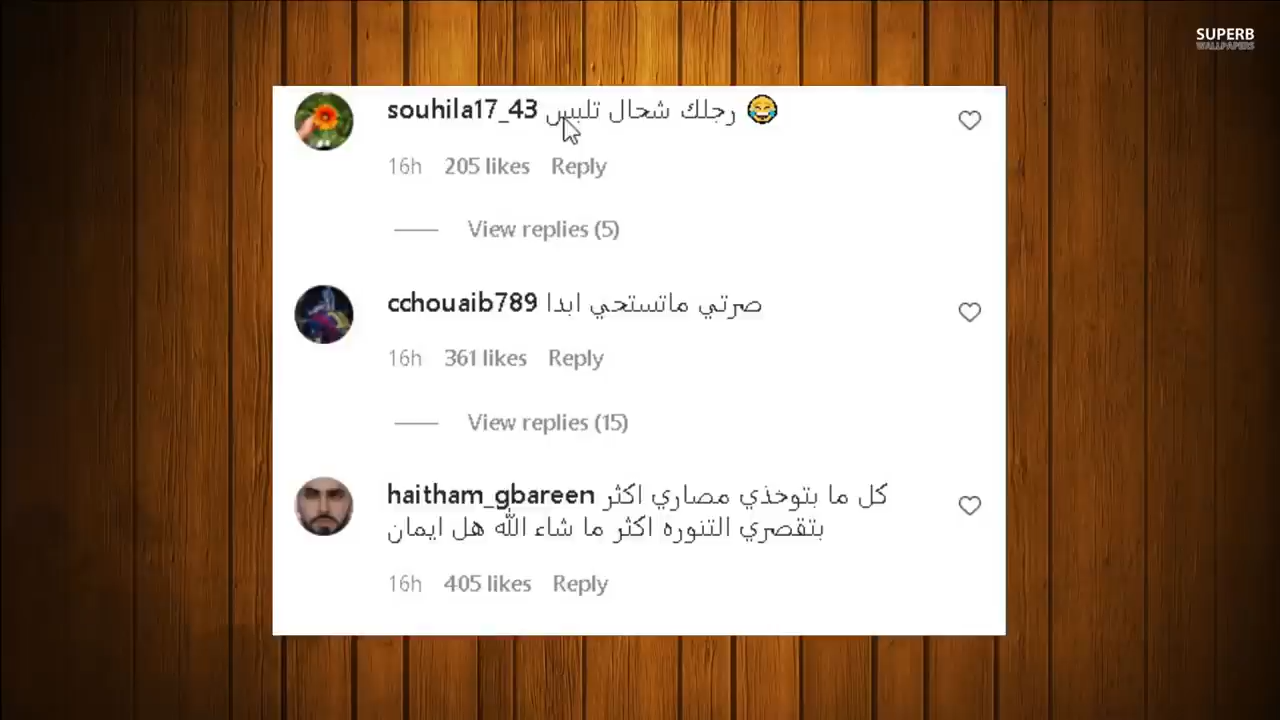 SUPERB
WALLPAPERS
souhila17_43 رجلك شحال تلبس 😂
16h 205 likes Reply
View replies (5)
cchouaib789 صرتي ماتستحي ابدا
16h 361 likes Reply
View replies (15)
haitham_gbareen كل ما بتوخذي مصاري اكثر
بتقصري التنوره اكثر ما شاء الله هل ايمان
16h 405 likes Reply